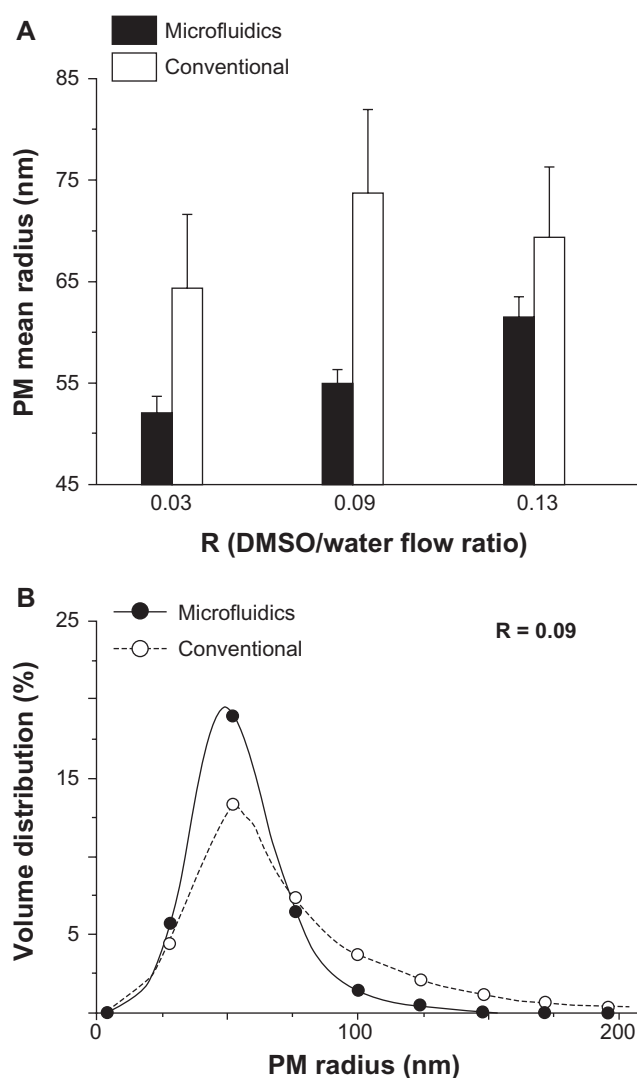 A
Microfluidics
Conventional
PM mean radius (nm)
85
75
65
55
45
0.03 0.09 0.13
R (DMSO/water flow ratio)
B
Microfluidics
Conventional
R = 0.09
Volume distribution (%)
25
15
5
0 50 100 200
PM radius (nm)